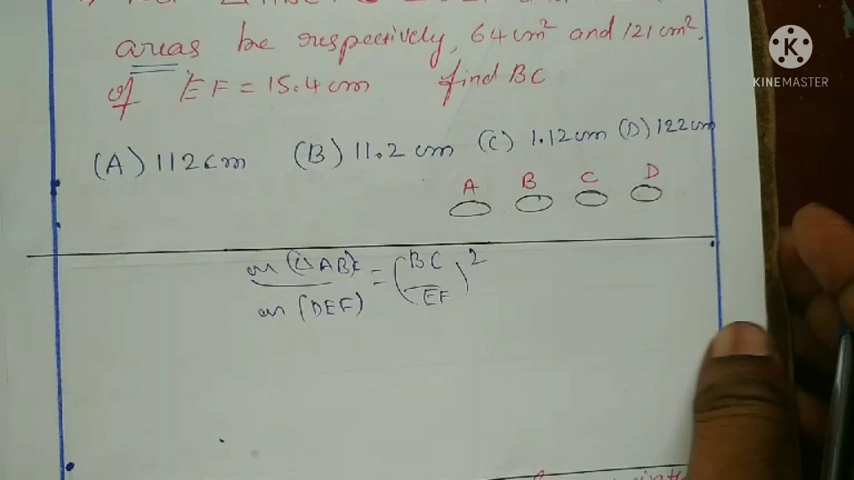 areas be respectively, 64 cm² and 121 cm².
If EF = 15.4 cm find BC
(A) 112 cm (B) 11.2 cm (C) 1.12 cm (D) 122 cm
A B C D
ar (△ABC = (BC)²
ar (DEF) EF
K
KINEMASTER